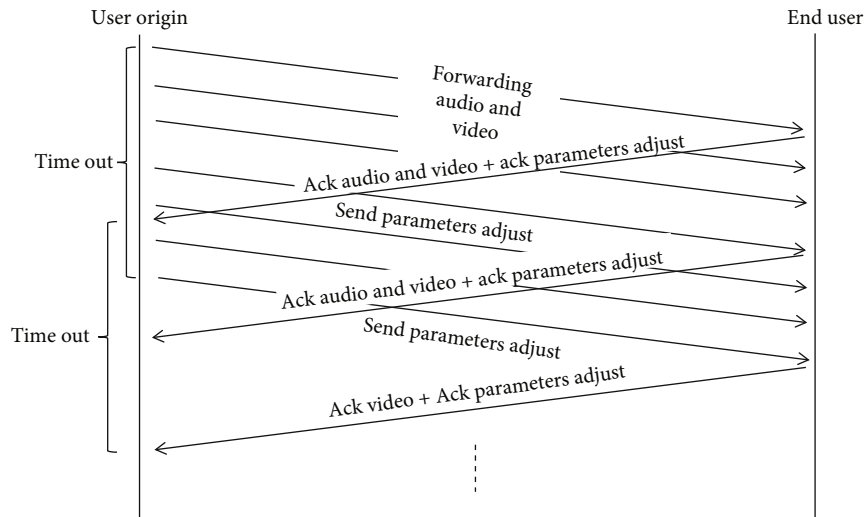 User origin
End user
Forwarding
audio and
video
Time out
Ack audio and video + ack parameters adjust
Send parameters adjust
Ack audio and video + ack parameters adjust
Time out
Send parameters adjust
Ack video + Ack parameters adjust